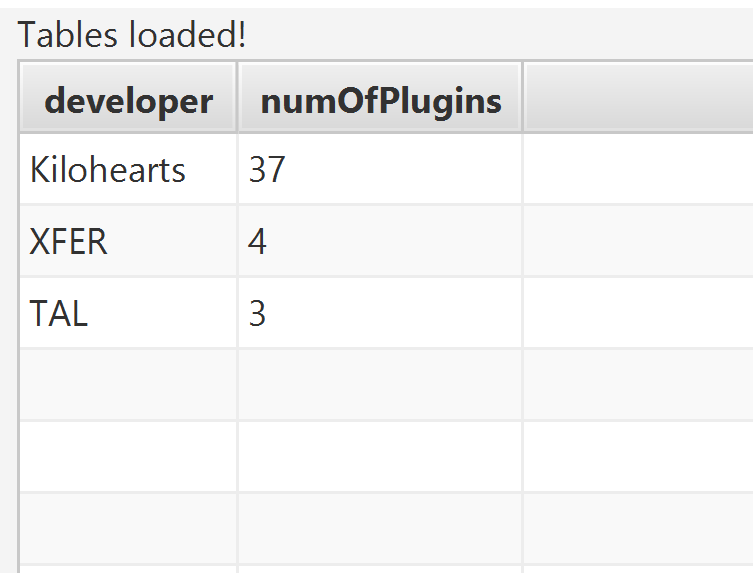 Tables loaded!
developer numOfPlugins
Kilohearts 37
XFER 4
TAL 3